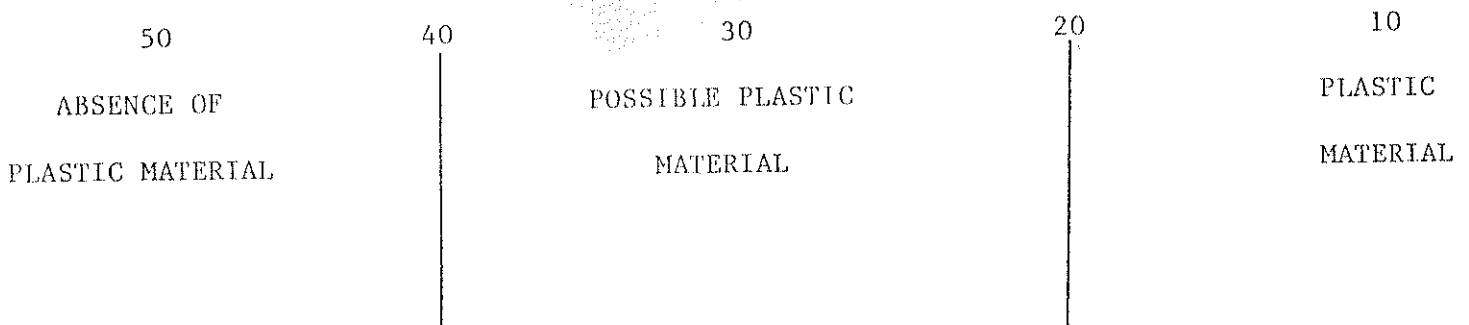 50 40 30 20 10
ABSENCE OF POSSIBLE PLASTIC PLASTIC
PLASTIC MATERIAL MATERIAL MATERIAL